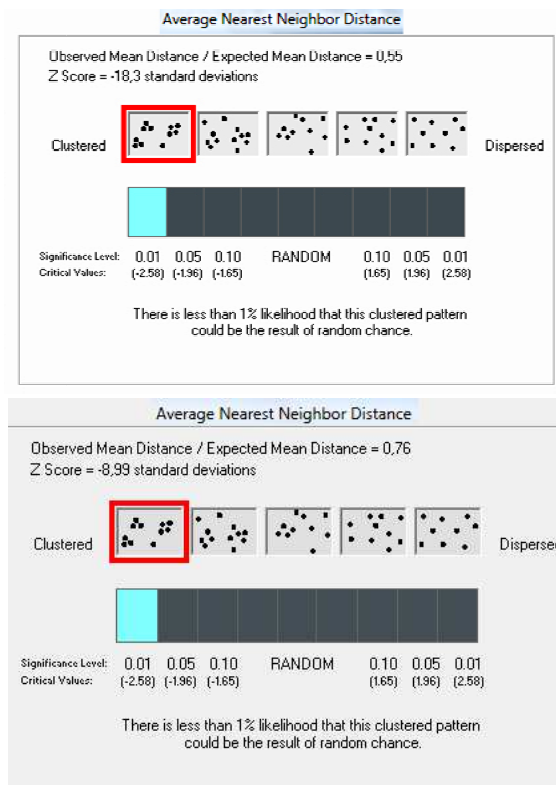 Average Nearest Neighbor Distance
Observed Mean Distance / Expected Mean Distance = 0,55
Z Score = -18,3 standard deviations
Clustered
Dispersed
Significance Level: 0.01 0.05 0.10 RANDOM 0.10 0.05 0.01
Critical Values: (-2.58) (-1.96) (-1.65) (1.65) (1.96) (2.58)
There is less than 1% likelihood that this clustered pattern
could be the result of random chance.
Average Nearest Neighbor Distance
Observed Mean Distance / Expected Mean Distance = 0,76
Z Score = -8,99 standard deviations
Clustered
Disperse
Significance Level: 0.01 0.05 0.10 RANDOM 0.10 0.05 0.01
Critical Values: (-2.58) (-1.96) (-1.65) (1.65) (1.96) (2.58)
There is less than 1% likelihood that this clustered pattern
could be the result of random chance.